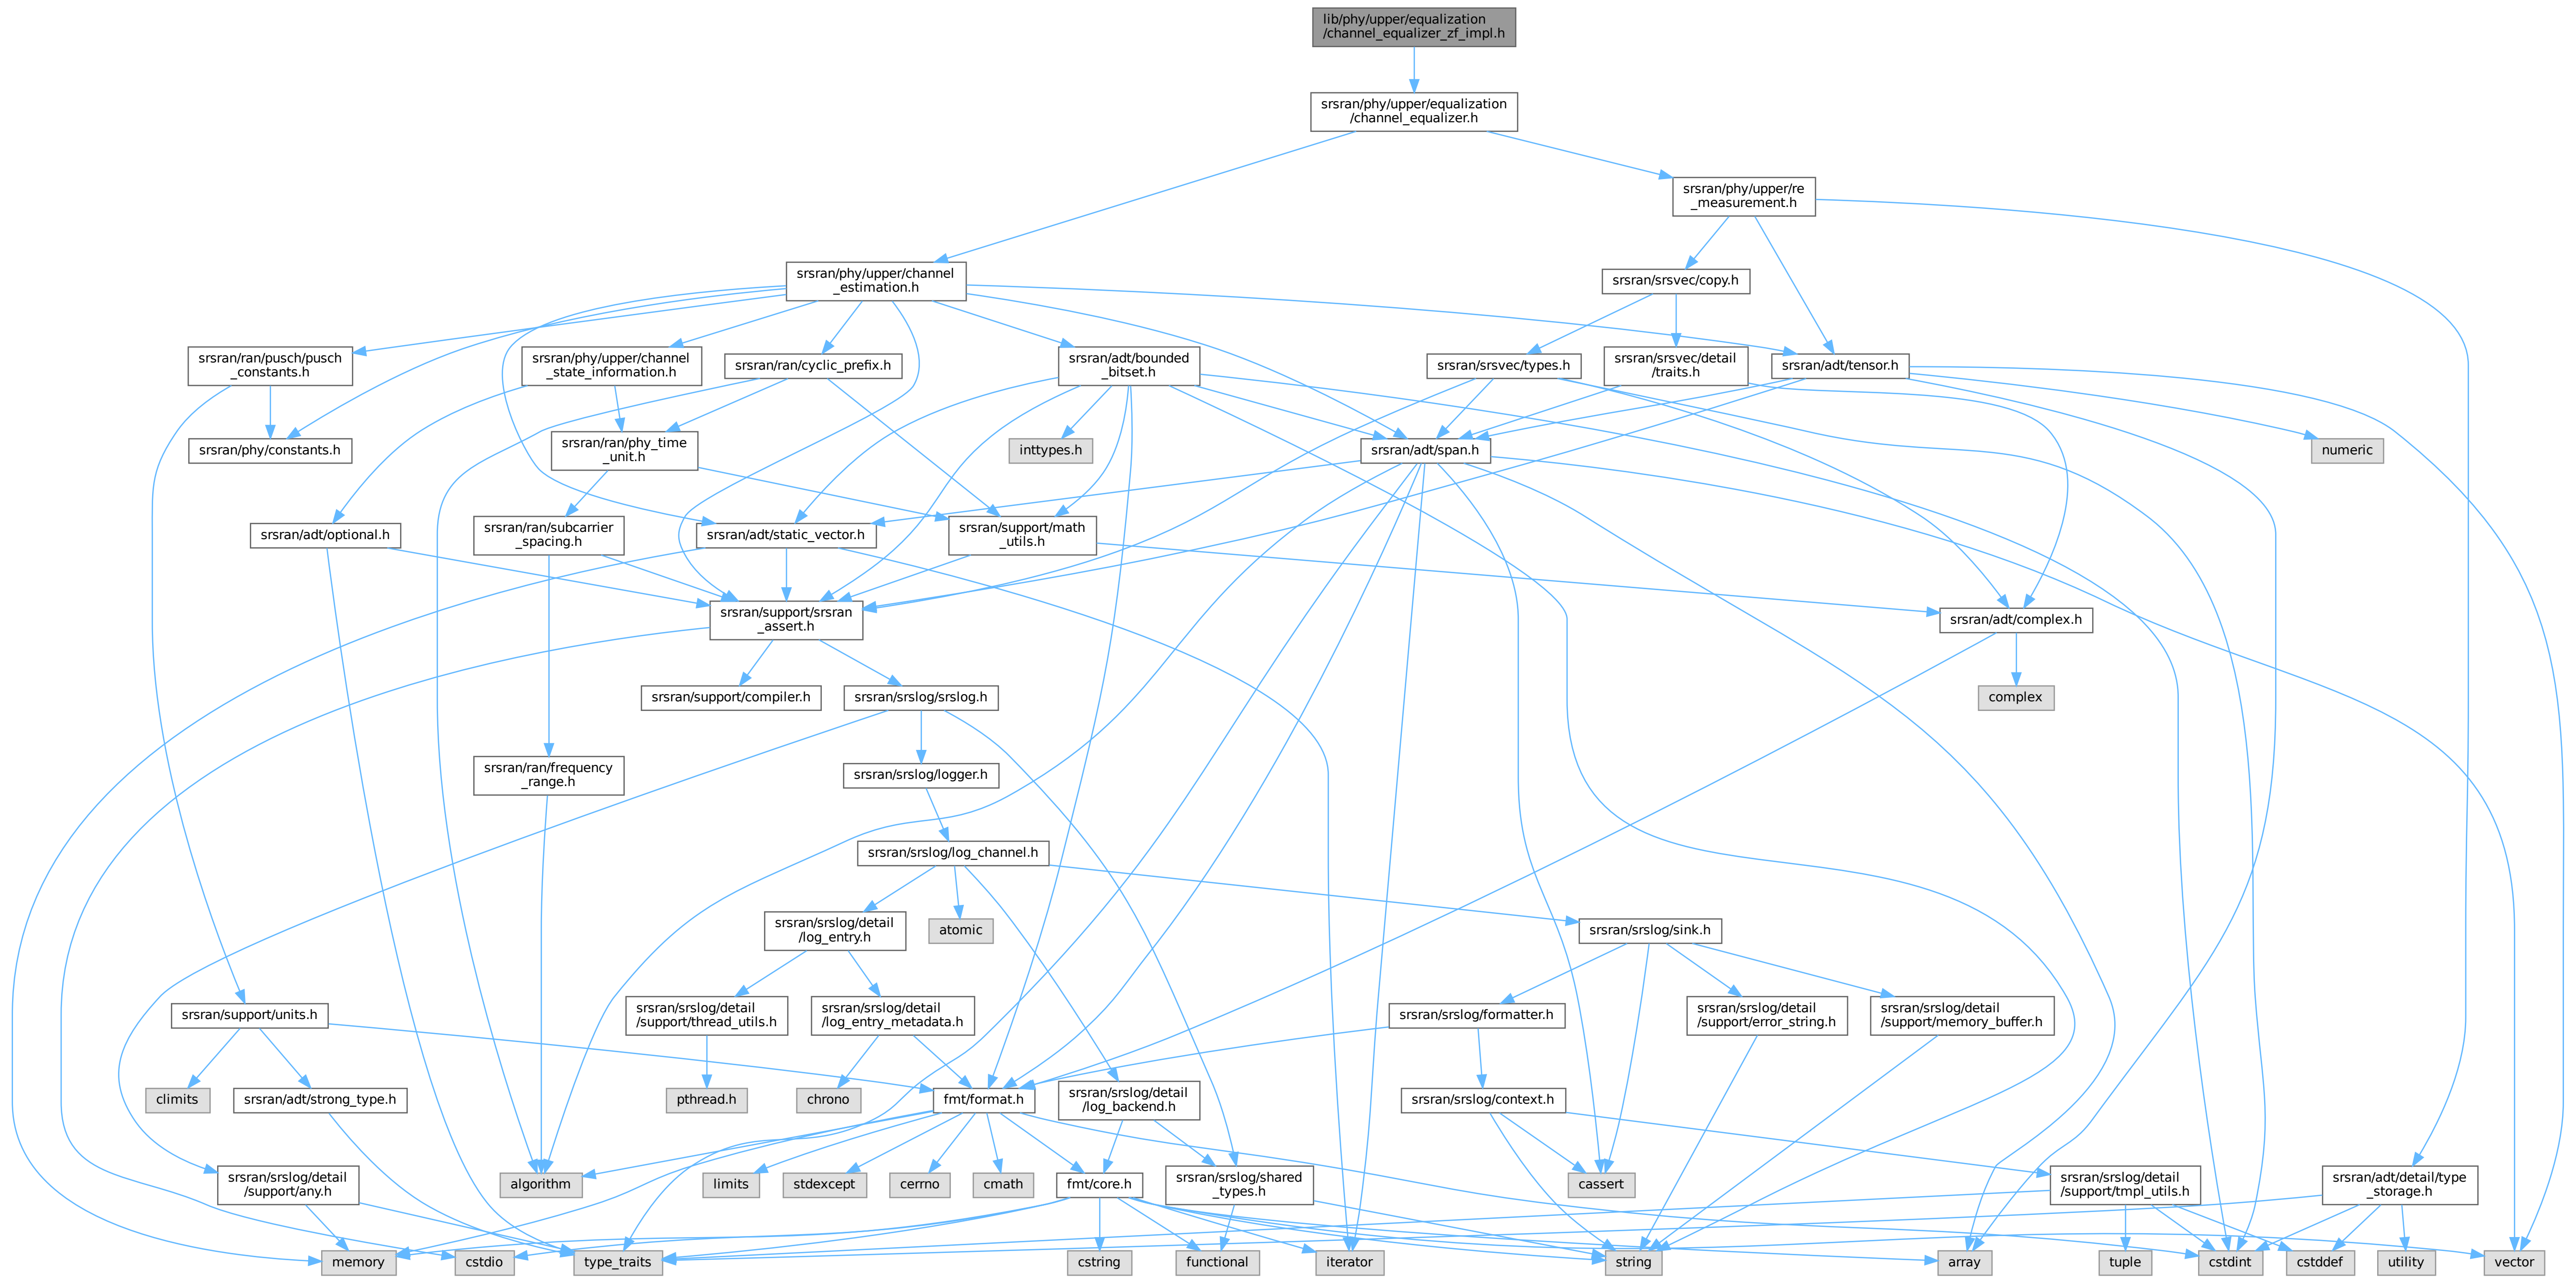 lib/phy/upper/equalization
/channel_equalizer_zf_impl.h
srsran/phy/upper/equalization
/channel_equalizer.h
srsran/phy/upper/re
_measurement.h
srsran/phy/upper/channel
_estimation.h
srsran/srsvec/copy.h
srsran/ran/pusch/pusch
_constants.h
srsran/phy/upper/channel
_state_information.h
srsran/ran/cyclic_prefix.h
srsran/adt/bounded
_bitset.h
srsran/srsvec/types.h
srsran/srsvec/detail
/traits.h
srsran/adt/tensor.h
srsran/phy/constants.h
srsran/ran/phy_time
_unit.h
inttypes.h
srsran/adt/span.h
numeric
srsran/adt/optional.h
srsran/ran/subcarrier
_spacing.h
srsran/adt/static_vector.h
srsran/support/math
_utils.h
srsran/support/srsran
_assert.h
srsran/adt/complex.h
srsran/support/compiler.h
srsran/srslog/srslog.h
complex
srsran/ran/frequency
_range.h
srsran/srslog/logger.h
srsran/srslog/log_channel.h
srsran/srslog/detail
/log_entry.h
atomic
srsran/srslog/sink.h
srsran/support/units.h
srsran/srslog/detail
/support/thread_utils.h
srsran/srslog/detail
/log_entry_metadata.h
srsran/srslog/formatter.h
srsran/srslog/detail
/support/error_string.h
srsran/srslog/detail
/support/memory_buffer.h
climits
srsran/adt/strong_type.h
pthread.h
chrono
fmt/format.h
srsran/srslog/detail
/log_backend.h
srsran/srslog/context.h
srsran/srslog/detail
/support/any.h
algorithm
limits
stdexcept
cerrno
cmath
fmt/core.h
srsran/srslog/shared
_types.h
cassert
srsran/srslog/detail
/support/tmpl_utils.h
srsran/adt/detail/type
_storage.h
memory
cstdio
type_traits
cstring
functional
iterator
string
array
tuple
cstdint
cstddef
utility
vector